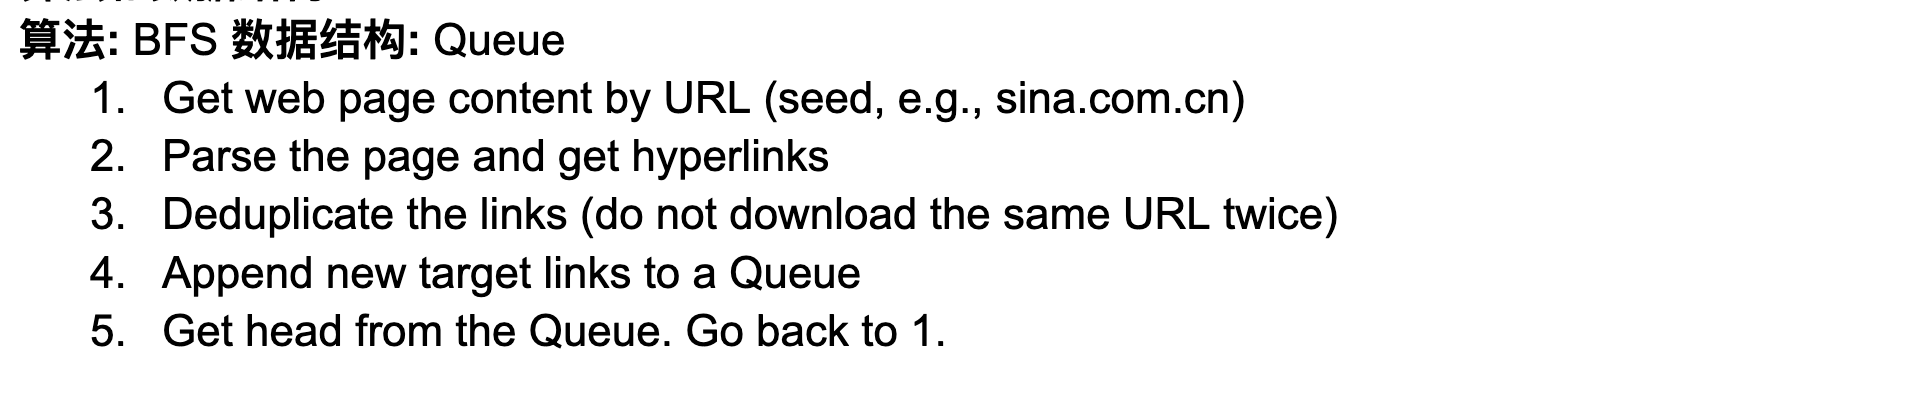 算法: BFS 数据结构: Queue
1. Get web page content by URL (seed, e.g., sina.com.cn)
2. Parse the page and get hyperlinks
3. Deduplicate the links (do not download the same URL twice)
4. Append new target links to a Queue
5. Get head from the Queue. Go back to 1.